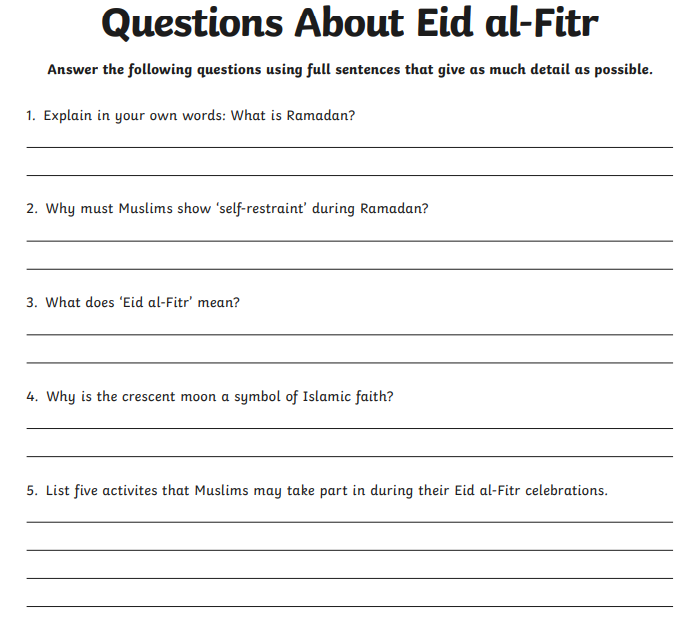 Questions About Eid al-Fitr
Answer the following questions using full sentences that give as much detail as possible.
1. Explain in your own words: What is Ramadan?
2. Why must Muslims show ‘self-restraint’ during Ramadan?
3. What does ‘Eid al-Fitr’ mean?
4. Why is the crescent moon a symbol of Islamic faith?
5. List five activites that Muslims may take part in during their Eid al-Fitr celebrations.